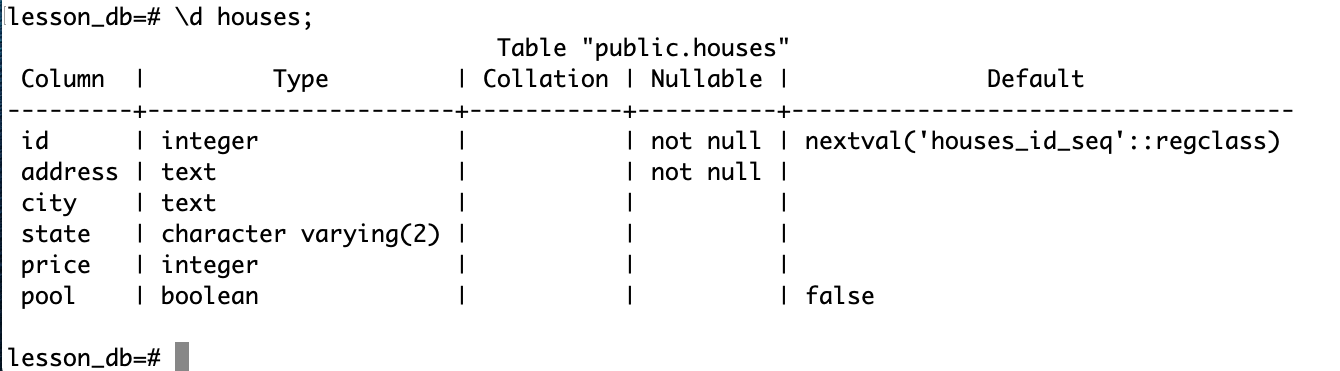 lesson_db=# \d houses;
                            Table "public.houses"
 Column  |         Type         | Collation | Nullable |              Default
---------+----------------------+-----------+----------+------------------------------------
 id      | integer              |           | not null | nextval('houses_id_seq'::regclass)
 address | text                 |           | not null |
 city    | text                 |           |          |
 state   | character varying(2) |           |          |
 price   | integer              |           |          |
 pool    | boolean              |           |          | false
lesson_db=#